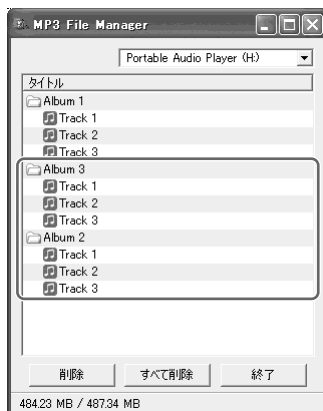 MP3 File Manager
Portable Audio Player (H:)
タイトル
Album 1
Track 1
Track 2
Track 3
Album 3
Track 1
Track 2
Track 3
Album 2
Track 1
Track 2
Track 3
削除 すべて削除 終了
484.23 MB / 487.34 MB